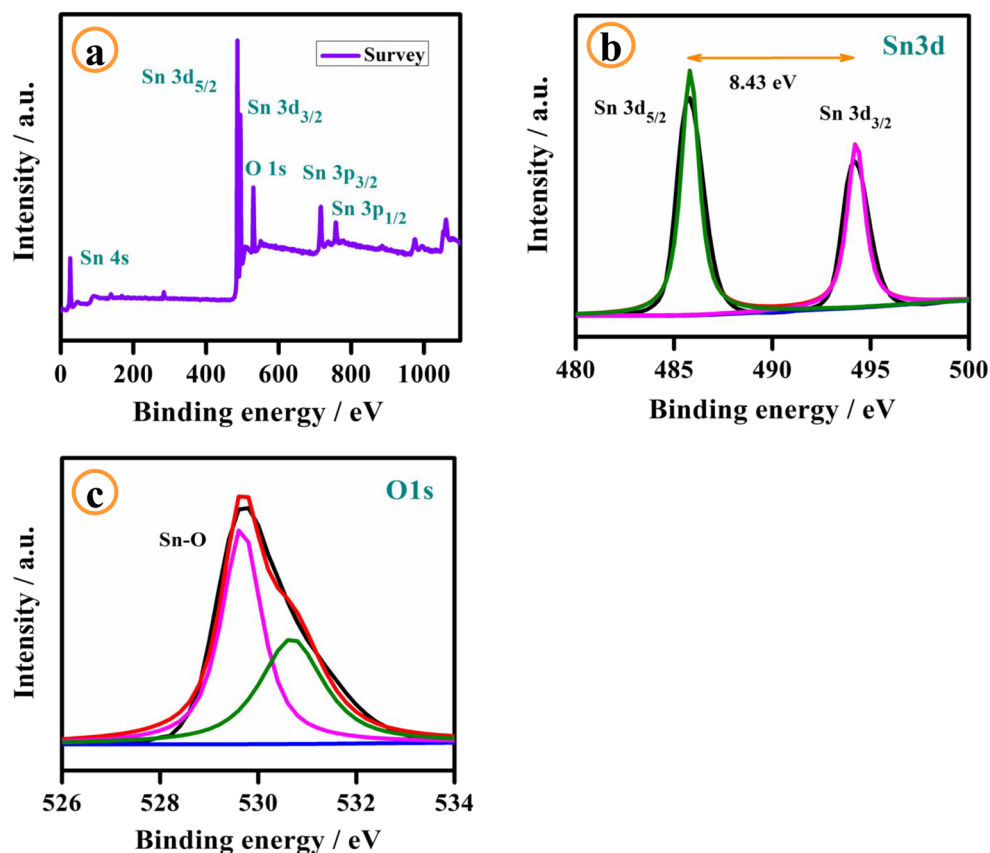 a
Survey
Sn 3d5/2
Sn 3d3/2
O 1s
Sn 3p3/2
Sn 3p1/2
Sn 4s
Intensity / a.u.
0 200 400 600 800 1000
Binding energy / eV
b
Sn3d
8.43 eV
Sn 3d5/2
Sn 3d3/2
Intensity / a.u.
480 485 490 495 500
Binding energy / eV
c
O1s
Sn-O
Intensity / a.u.
526 528 530 532 534
Binding energy / eV